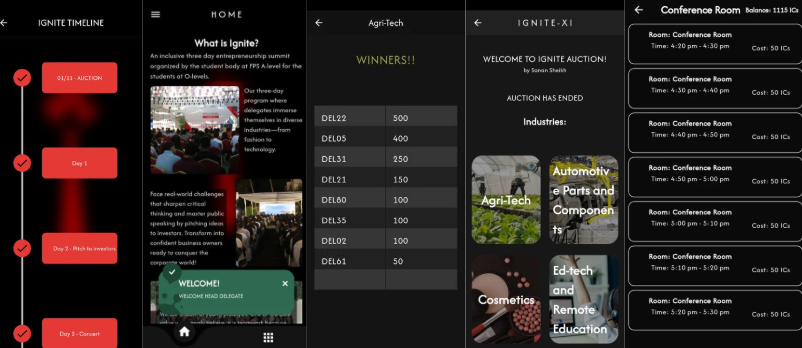 IGNITE TIMELINE
01/11 - AUCTION
Day 1
Day 2 - Pitch to investors
Day 3 - Concert
HOME
What is Ignite?
An inclusive three day entrepreneurship summit
organized by the student body at FPS A-level for the
students at O-levels.
Our three-day
program where
delegates immerse
themselves in diverse
industries—from
fashion to
technology.
Face real-world challenges
that sharpen critical
thinking and master public
speaking by pitching ideas
to investors. Transform into
confident business owners
ready to conquer the
corporate world!
WELCOME!
WELCOME HEAD DELEGATE
Agri-Tech
WINNERS!!
DEL22 500
DEL05 400
DEL31 250
DEL21 150
DEL80 100
DEL35 100
DEL02 100
DEL61 50
IGNITE-XI
WELCOME TO IGNITE AUCTION!
by Sanan Sheikh
AUCTION HAS ENDED
Industries:
Agri-Tech
Automotiv
e Parts and
Componen
ts
Cosmetics
Ed-tech
and
Remote
Education
Conference Room Balance: 1115 ICs
Room: Conference Room
Time: 4:20 pm - 4:30 pm Cost: 50 ICs
Room: Conference Room
Time: 4:30 pm - 4:40 pm Cost: 50 ICs
Room: Conference Room
Time: 4:40 pm - 4:50 pm Cost: 50 ICs
Room: Conference Room
Time: 4:50 pm - 5:00 pm Cost: 50 ICs
Room: Conference Room
Time: 5:00 pm - 5:10 pm Cost: 50 ICs
Room: Conference Room
Time: 5:10 pm - 5:20 pm Cost: 50 ICs
Room: Conference Room
Time: 5:20 pm - 5:30 pm Cost: 50 ICs